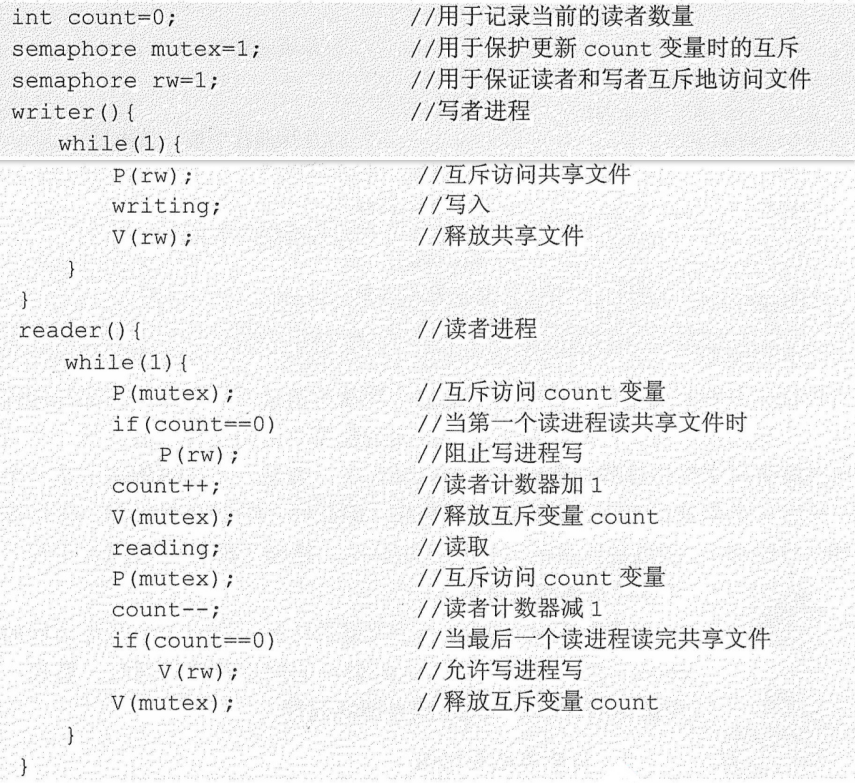 int count=0; //用于记录当前的读者数量
semaphore mutex=1; //用于保护更新 count 变量时的互斥
semaphore rw=1; //用于保证读者和写者互斥地访问文件
writer(){ //写者进程
while(1){
P(rw); //互斥访问共享文件
writing; //写入
V(rw); //释放共享文件
}
}
reader(){ //读者进程
while(1){
P(mutex); //互斥访问 count 变量
if(count==0) //当第一个读进程读共享文件时
P(rw); //阻止写进程写
count++; //读者计数器加 1
V(mutex); //释放互斥变量 count
reading; //读取
P(mutex); //互斥访问 count 变量
count--; //读者计数器减 1
if(count==0) //当最后一个读进程读完共享文件
V(rw); //允许写进程写
V(mutex); //释放互斥变量 count
}
}